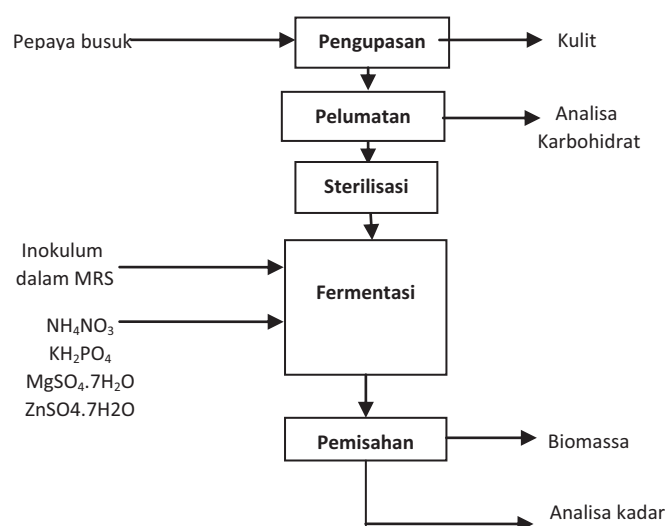 Pepaya busuk
Pengupasan
Kulit
Pelumatan
Analisa
Karbohidrat
Sterilisasi
Inokulum
dalam MRS
Fermentasi
NH₄NO₃
KH₂PO₄
MgSO₄.7H₂O
ZnSO4.7H2O
Pemisahan
Biomassa
Analisa kadar